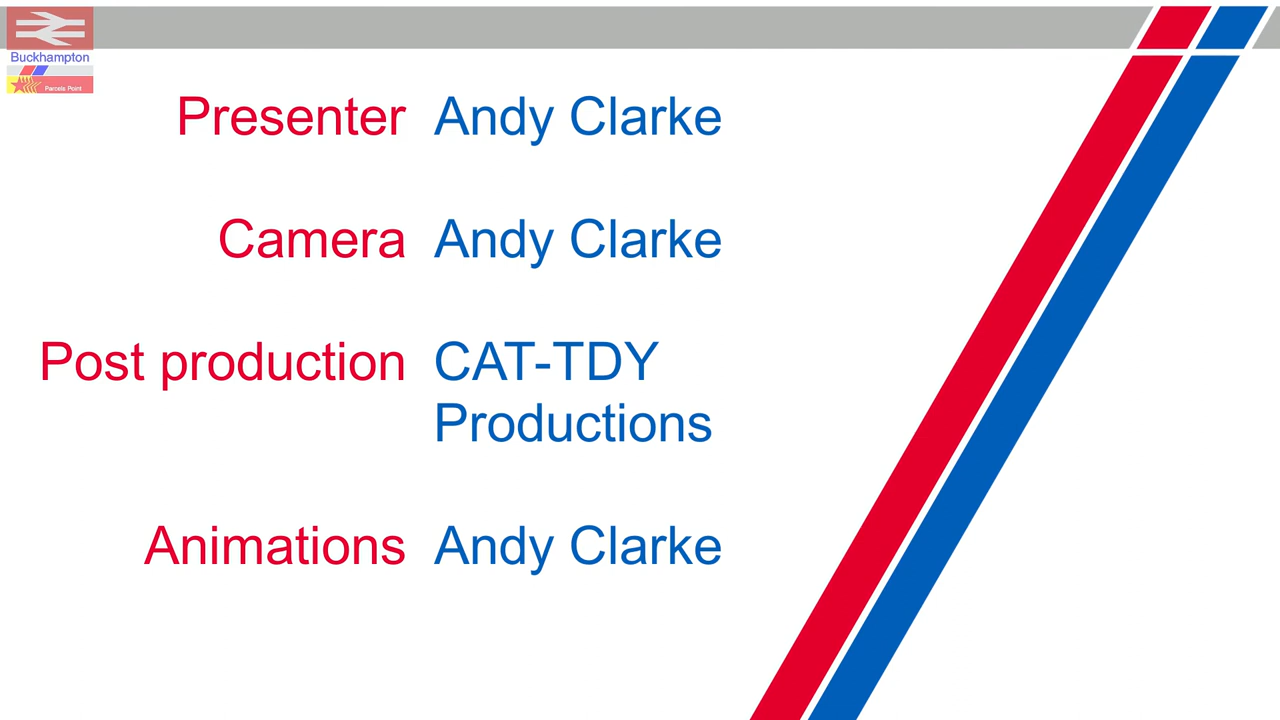 Buckhampton
Parcels Point
Presenter Andy Clarke
Camera Andy Clarke
Post production CAT-TDY
Productions
Animations Andy Clarke